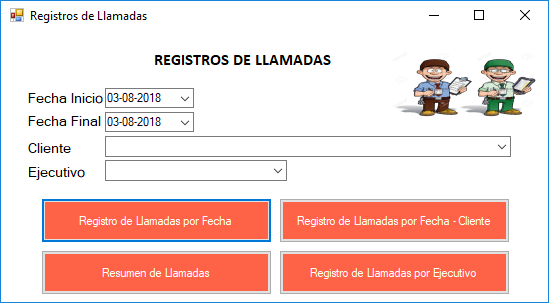 Registros de Llamadas
REGISTROS DE LLAMADAS
Fecha Inicio 03-08-2018
Fecha Final 03-08-2018
Cliente
Ejecutivo
Registro de Llamadas por Fecha
Registro de Llamadas por Fecha - Cliente
Resumen de Llamadas
Registro de Llamadas por Ejecutivo